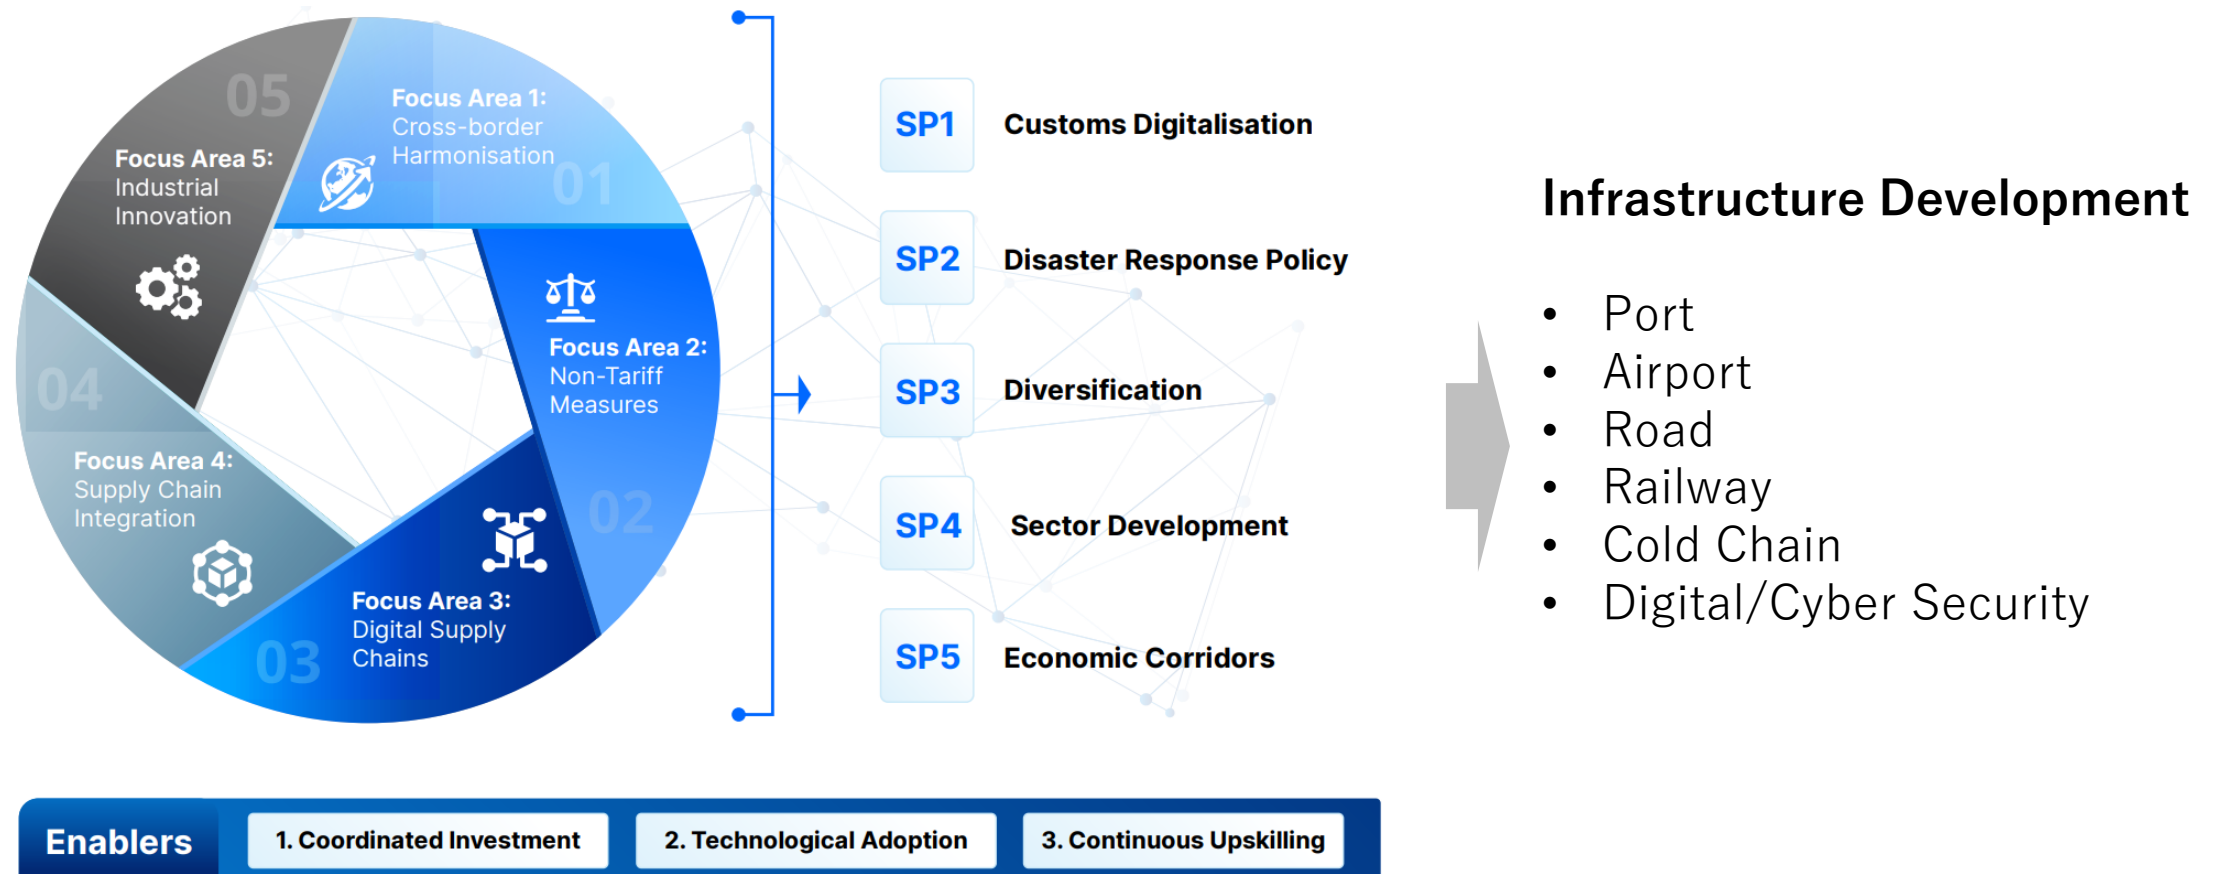 05
Focus Area 5:
Industrial
Innovation
Focus Area 1:
Cross-border
Harmonisation
01
Focus Area 2:
Non-Tariff
Measures
02
04
Focus Area 4:
Supply Chain
Integration
Focus Area 3:
Digital Supply
Chains
03
SP1 Customs Digitalisation
SP2 Disaster Response Policy
SP3 Diversification
SP4 Sector Development
SP5 Economic Corridors
Infrastructure Development
• Port
• Airport
• Road
• Railway
• Cold Chain
• Digital/Cyber Security
Enablers
1. Coordinated Investment
2. Technological Adoption
3. Continuous Upskilling